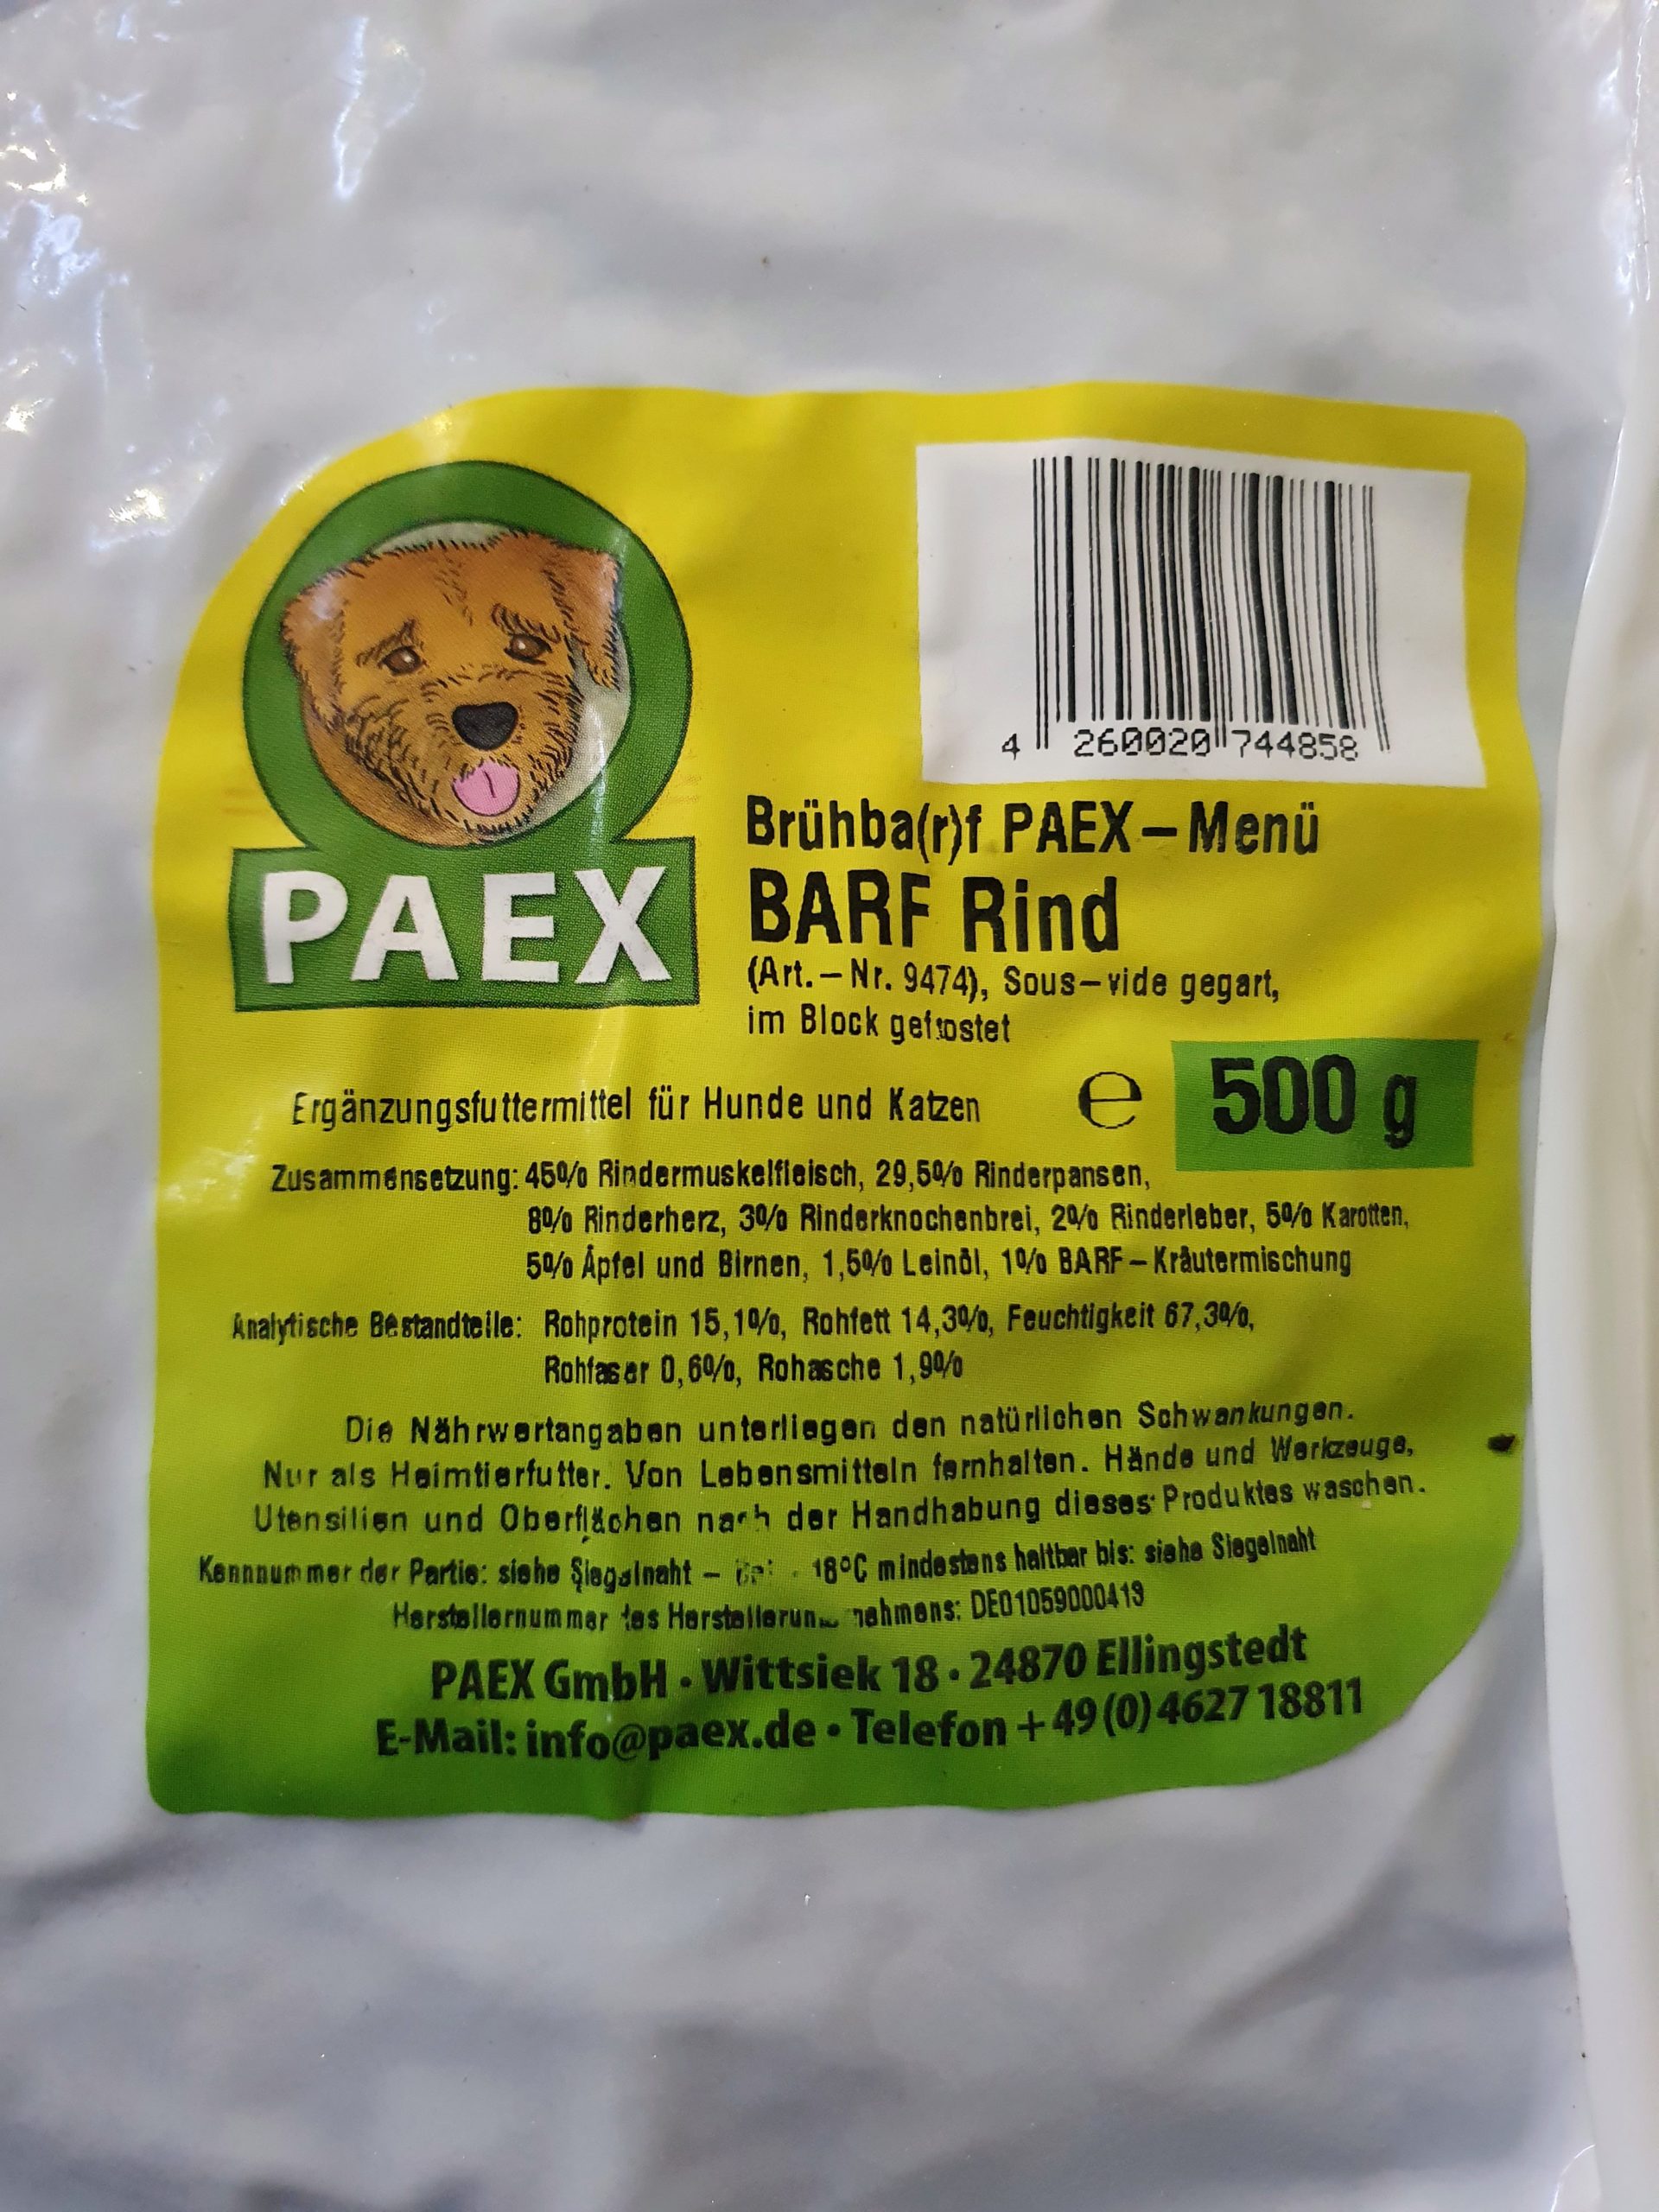 4 260020 744858
PAEX
Brühba(r)f PAEX – Menü
BARF Rind
(Art. – Nr. 9474), Sous – vide gegart,
im Block gefrostet
Ergänzungsfuttermittel für Hunde und Katzen
e 500 g
Zusammensetzung: 45% Rindermuskelfleisch, 29,5% Rinderpansen,
8% Rinderherz, 3% Rinderknochenbrei, 2% Rinderleber, 5% Karotten,
5% Äpfel und Birnen, 1,5% Leinöl, 1% BARF – Kräutermischung
Analytische Bestandteile: Rohprotein 15,1%, Rohfett 14,3%, Feuchtigkeit 67,3%,
Rohfaser 0,6%, Rohasche 1,9%
Die Nährwertangaben unterliegen den natürlichen Schwankungen.
Nur als Heimtierfutter. Von Lebensmitteln fernhalten. Hände und Werkzeuge,
Utensilien und Oberflächen nach der Handhabung dieses Produktes waschen.
Kennnummer der Partie: siehe Siegelnaht – bei - 18°C mindestens haltbar bis: siehe Siegelnaht
Herstellernummer des Herstellerunternehmens: DE01059000413
PAEX GmbH • Wittsiek 18 • 24870 Ellingstedt
E-Mail: info@paex.de • Telefon +49 (0) 4627 18811